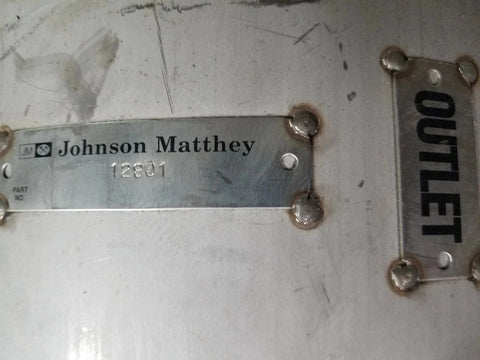 JM Johnson Matthey
12801
PART
NO.
OUTLET